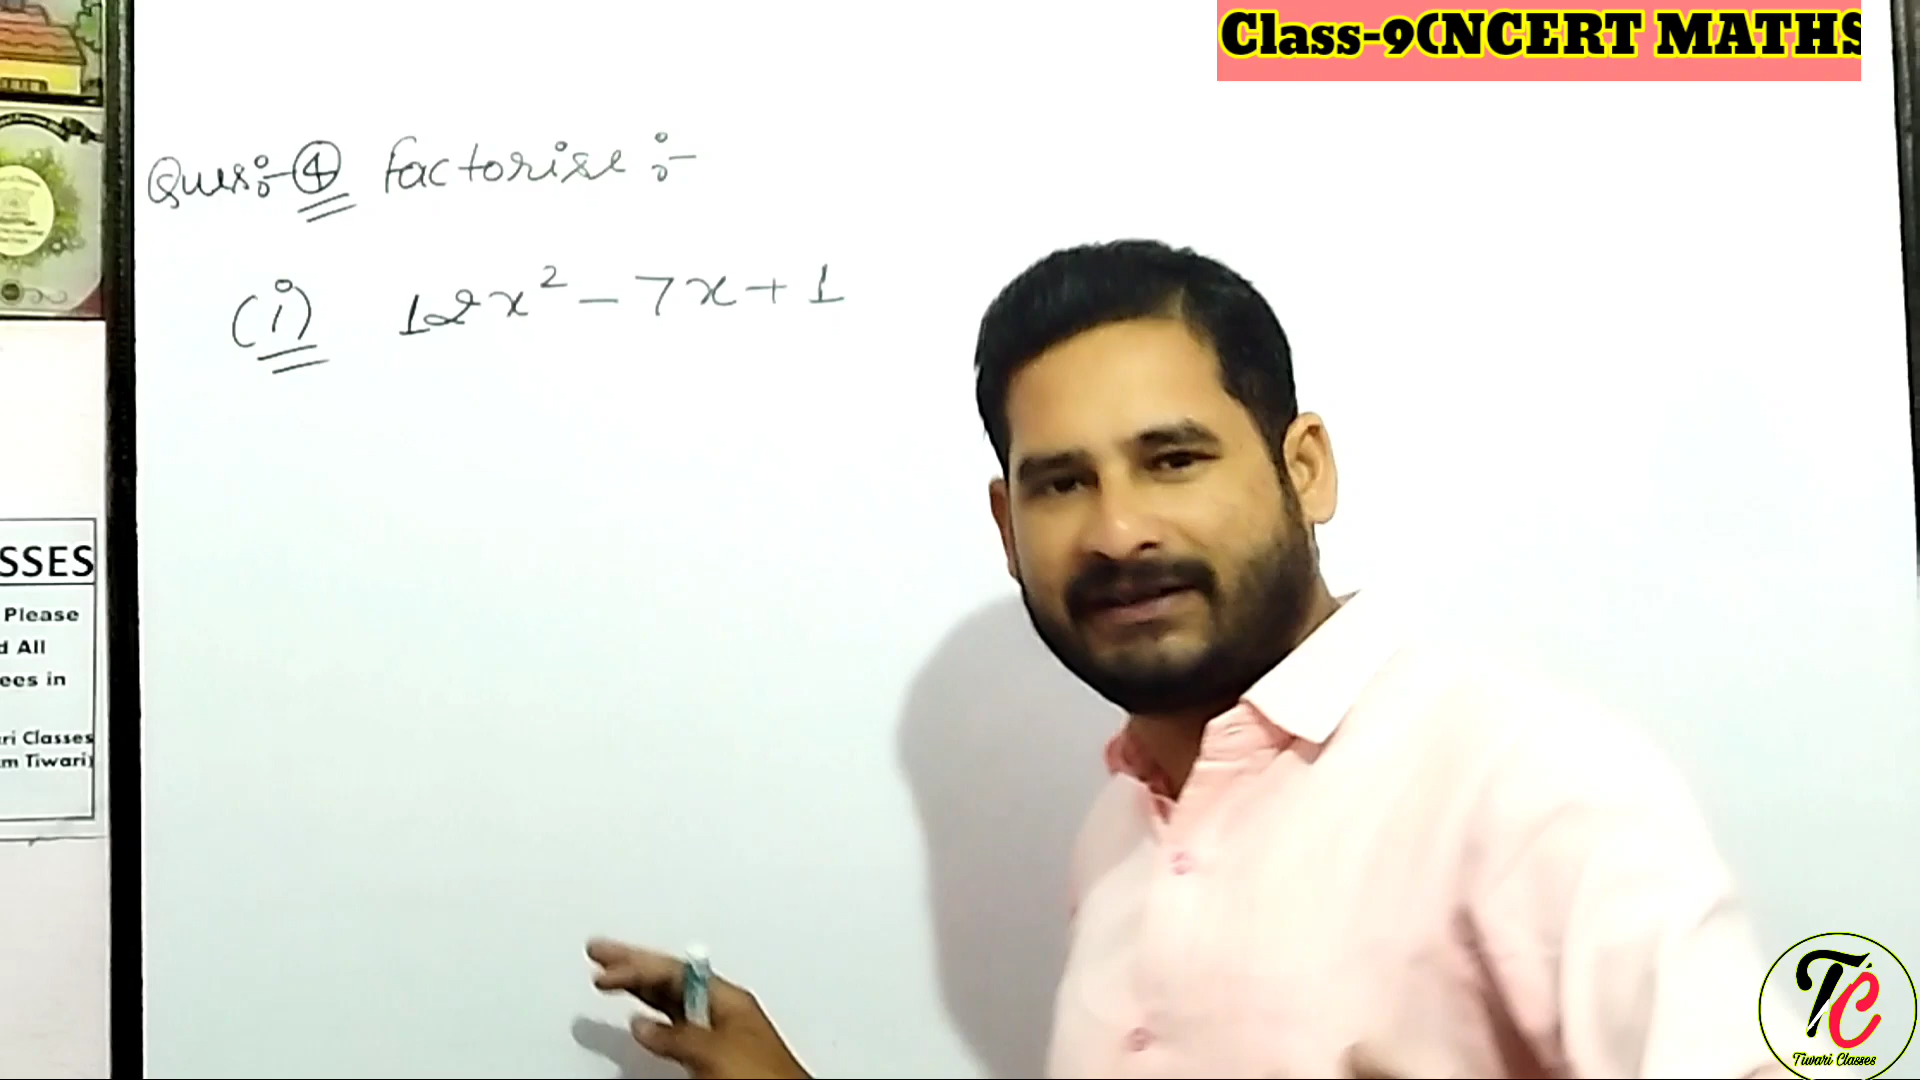 Class-9(NCERT MATHS
Ques:- 4 factorise :-
(i) 12x² - 7x + 1
SSES
Please
d All
ees in
ri Classes
m Tiwari)
TC
Tiwari Classes